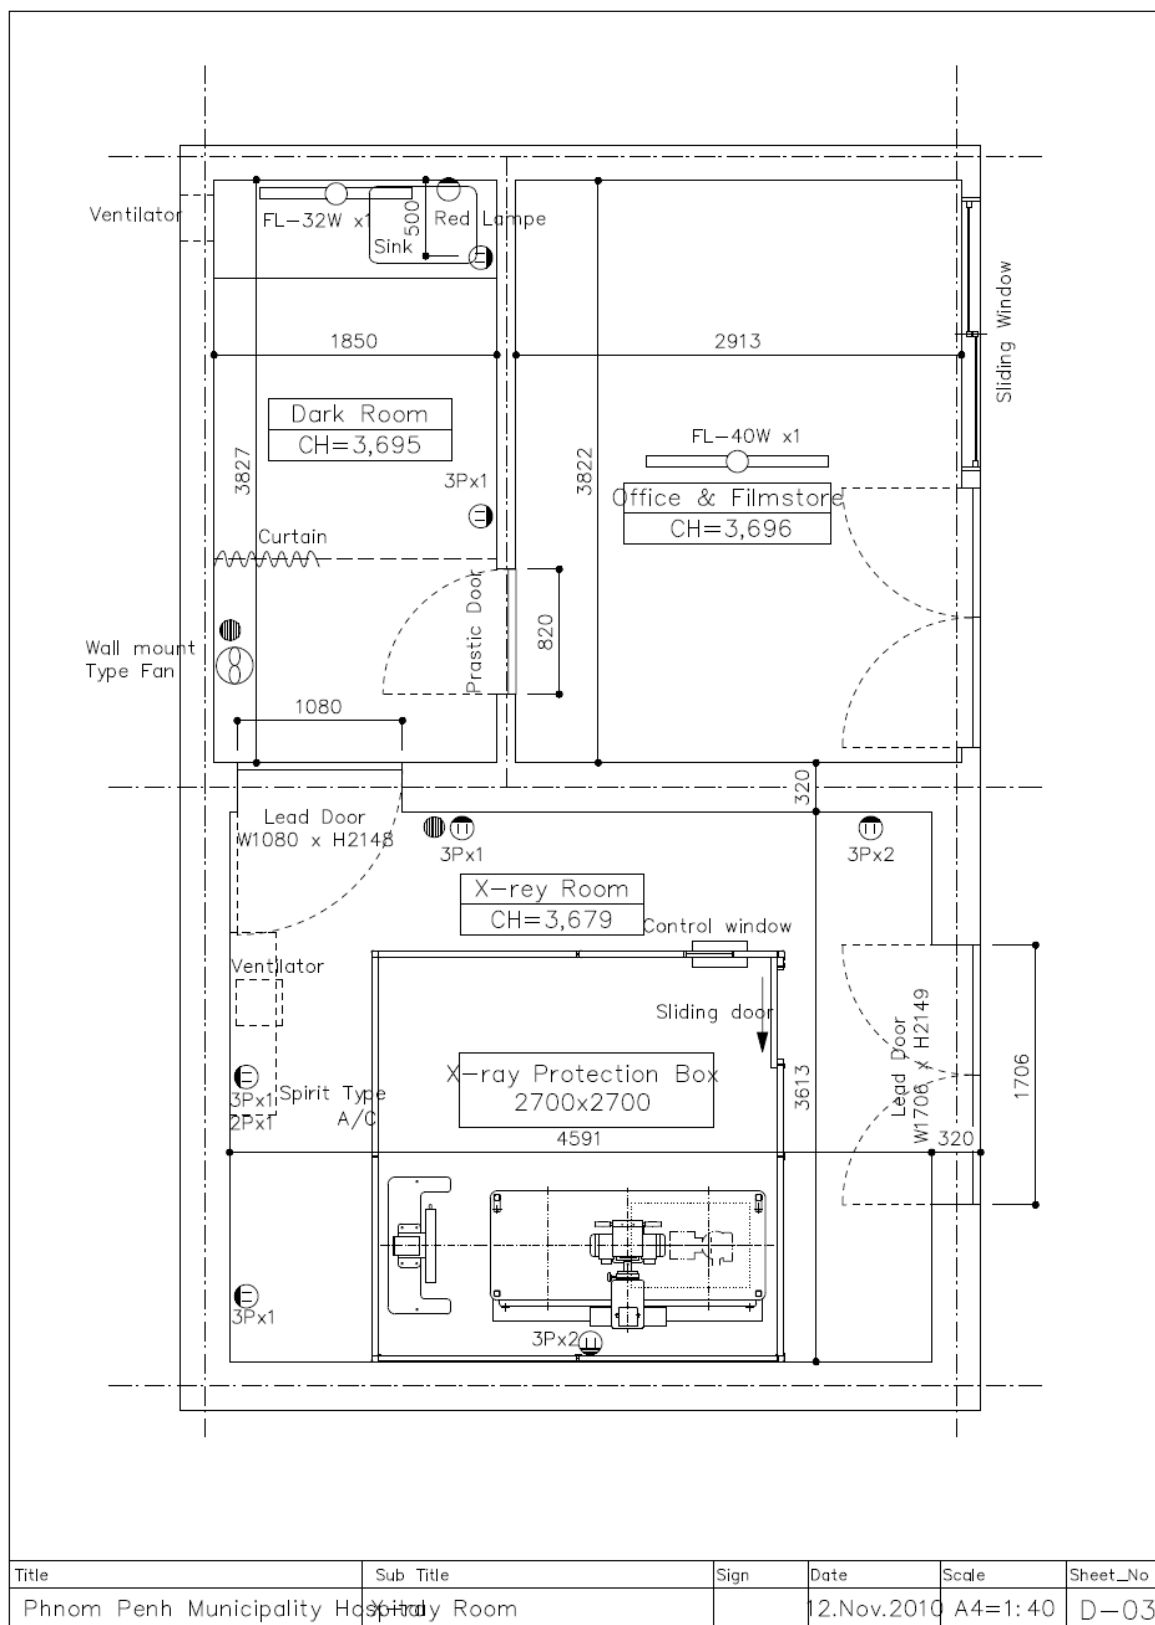 Ventilator
FL-32W x1
500
Red Lampe
Sink
Sliding Window
1850
2913
Dark Room
CH=3,695
3827
3822
FL-40W x1
Office & Filmstore
CH=3,696
3Px1
Curtain
Prastic Door
820
Wall mount
Type Fan
1080
320
Lead Door
W1080 x H2148
3Px1
3Px2
X-rey Room
CH=3,679
Control window
Ventilator
Sliding door
Lead Door
W1706 x H2149
1706
X-ray Protection Box
2700x2700
3613
3Px1
2Px1
Spirit Type
A/C
4591
320
3Px1
3Px2
Title
Sub Title
Sign
Date
Scale
Sheet_No
Phnom Penh Municipality Hospital
X-ray Room
12.Nov.2010
A4=1:40
D-03